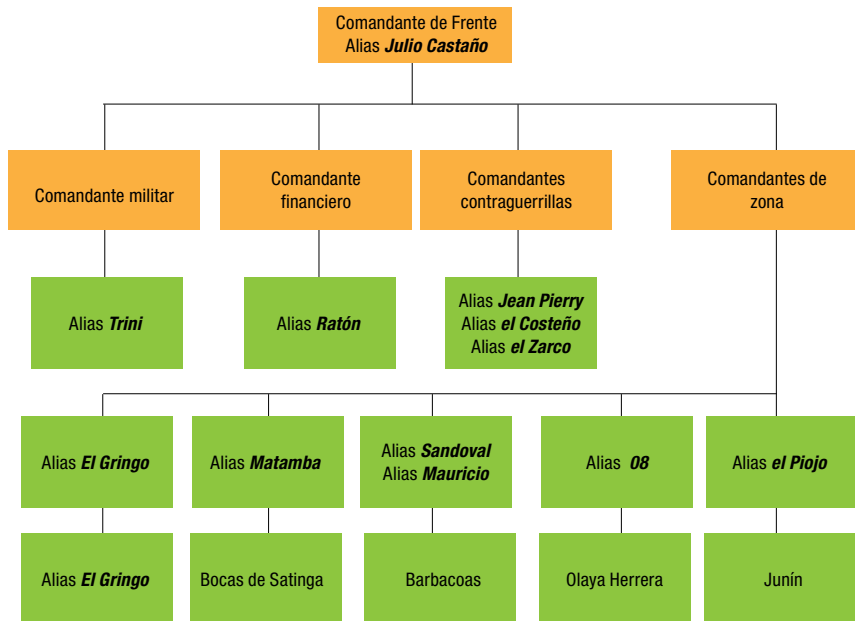 Comandante de Frente
Alias Julio Castaño
Comandante militar
Comandante
financiero
Comandantes
contraguerrillas
Comandantes de
zona
Alias Trini
Alias Ratón
Alias Jean Pierry
Alias el Costeño
Alias el Zarco
Alias El Gringo
Alias Matamba
Alias Sandoval
Alias Mauricio
Alias 08
Alias el Piojo
Alias El Gringo
Bocas de Satinga
Barbacoas
Olaya Herrera
Junín